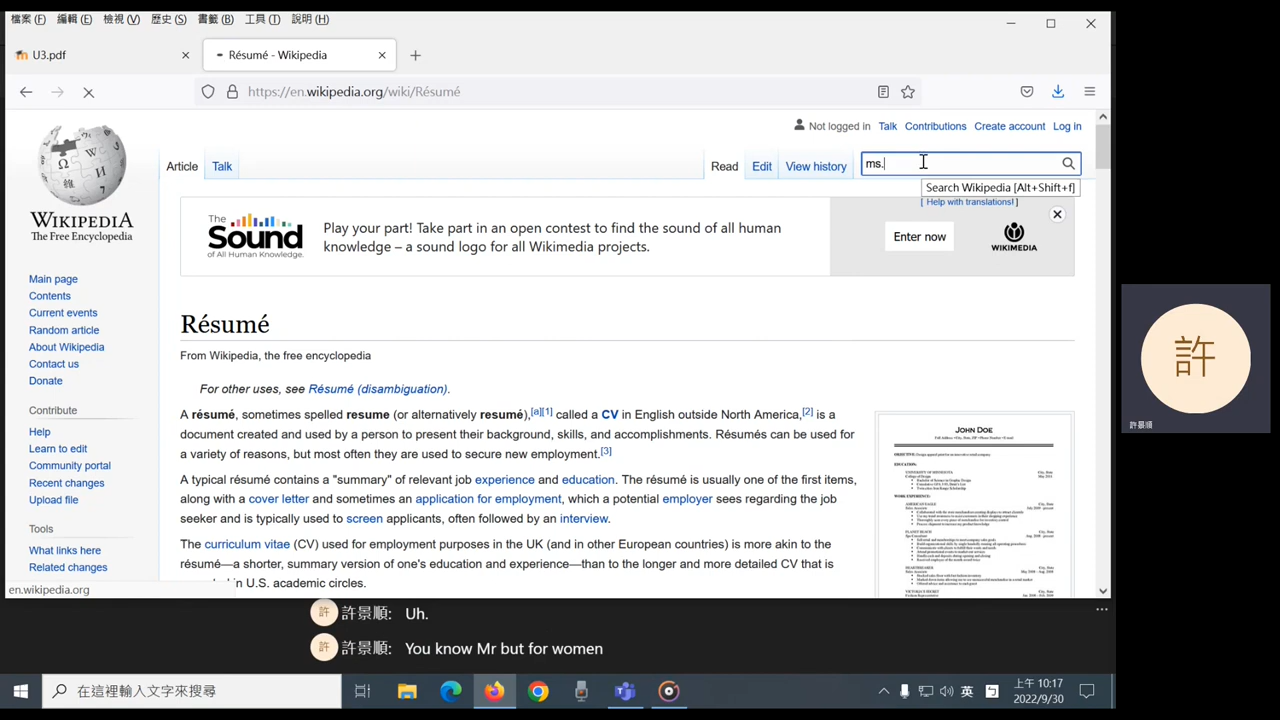 檔案 (F) 編輯 (E) 檢視 (V) 歷史 (S) 書籤 (B) 工具 (T) 說明 (H)
U3.pdf
Résumé - Wikipedia
https://en.wikipedia.org/wiki/Résumé
Not logged in Talk Contributions Create account Log in
Article Talk Read Edit View history ms.
Search Wikipedia [Alt+Shift+f]
[ Help with translations! ]
WIKIPEDIA
The Free Encyclopedia
The
Sound
of All Human Knowledge.
Play your part! Take part in an open contest to find the sound of all human
knowledge – a sound logo for all Wikimedia projects.
Enter now
WIKIMEDIA
Main page
Contents
Current events
Random article
About Wikipedia
Contact us
Donate
Contribute
Help
Learn to edit
Community portal
Recent changes
Upload file
Tools
What links here
Related changes
en.wikipedia.org
Résumé
From Wikipedia, the free encyclopedia
For other uses, see Résumé (disambiguation).
A résumé, sometimes spelled resume (or alternatively resumé),[a][1] called a CV in English outside North America,[2] is a
document created and used by a person to present their background, skills, and accomplishments. Résumés can be used for
a variety of reasons, but most often they are used to secure new employment.[3]
A typical résumé contains a "summary" of relevant job experience and education. The résumé is usually one of the first items,
along with a cover letter and sometimes an application for employment, which a potential employer sees regarding the job
seeker and is typically used to screen applicants, often followed by an interview.
The curriculum vitae (CV) used for employment purposes in the UK (and in other European countries) is more akin to the
résumé—a summary version of one's education and experience—than to the longer and more detailed CV that is
in U.S. academic circles.
JOHN DOE
EDUCATION:
WORK EXPERIENCE:
許
許景順
許 許景順: Uh.
許 許景順: You know Mr but for women
在這裡輸入文字來搜尋
英
上午 10:17
2022/9/30